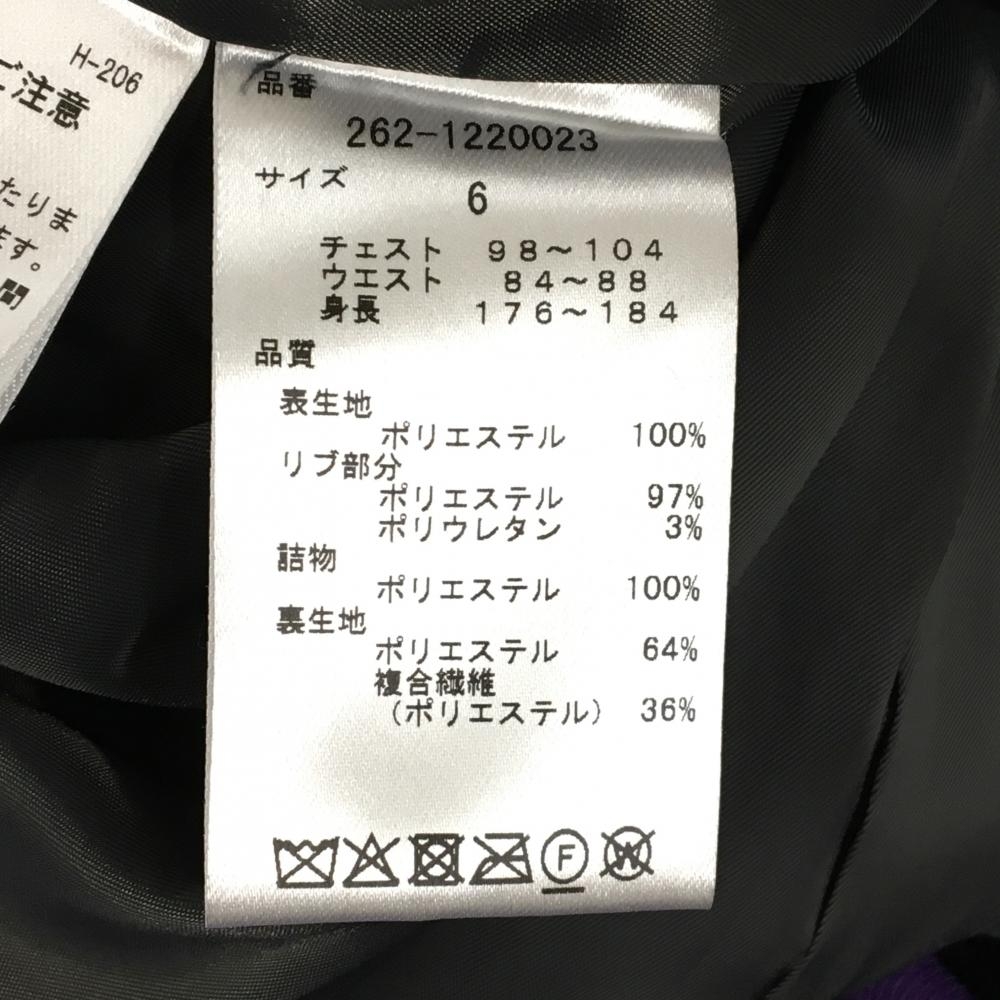 H-206
ご注意
たりま
ます。
間
品番
262-1220023
サイズ 6
チェスト 98～104
ウエスト 84～88
身長 176～184
品質
表生地
ポリエステル 100%
リブ部分
ポリエステル 97%
ポリウレタン 3%
詰物
ポリエステル 100%
裏生地
ポリエステル 64%
複合繊維
(ポリエステル) 36%
F
W